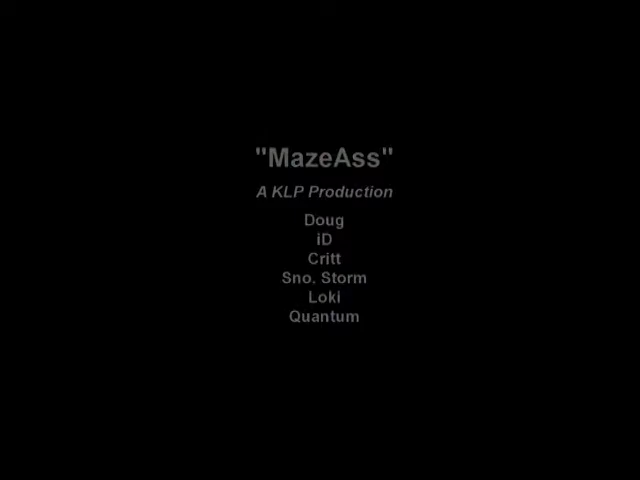 "MazeAss"
A KLP Production
Doug
iD
Critt
Sno. Storm
Loki
Quantum